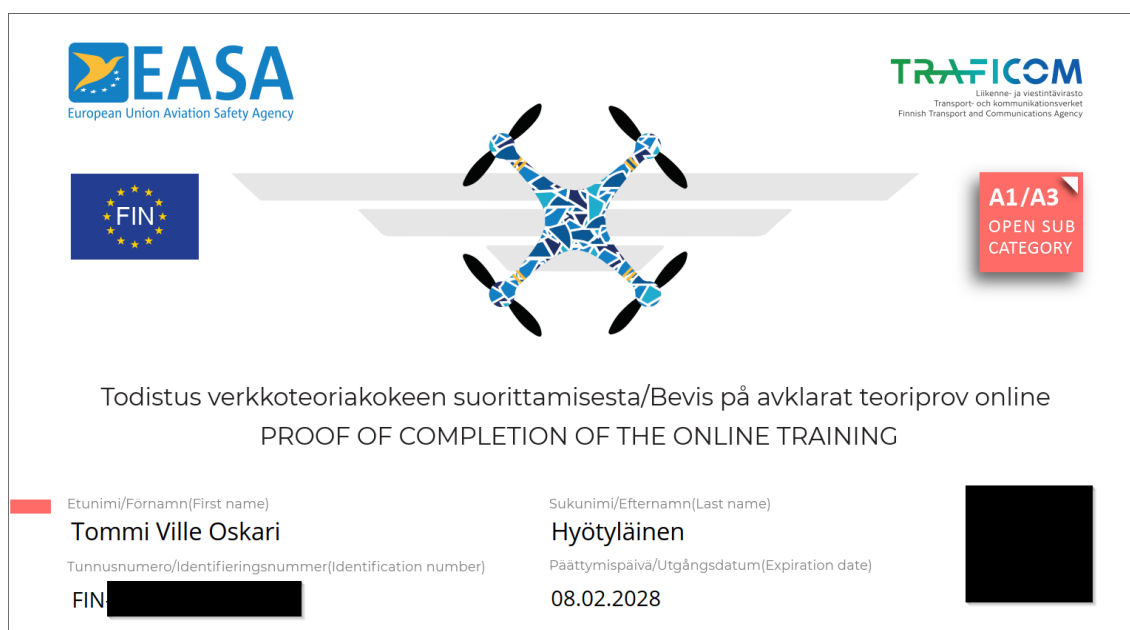 EASA
European Union Aviation Safety Agency
TRAFICOM
Liikenne- ja viestintävirasto
Transport- och kommunikationsverket
Finnish Transport and Communications Agency
FIN
A1/A3
OPEN SUB
CATEGORY
Todistus verkkoteoriakokeen suorittamisesta/Bevis på avklarat teoriprov online
PROOF OF COMPLETION OF THE ONLINE TRAINING
Etunimi/Förnamn(First name)
Tommi Ville Oskari
Sukunimi/Efternamn(Last name)
Hyötyläinen
Tunnusnumero/Identifieringsnummer(Identification number)
FIN-
Päättymispäivä/Utgångsdatum(Expiration date)
08.02.2028